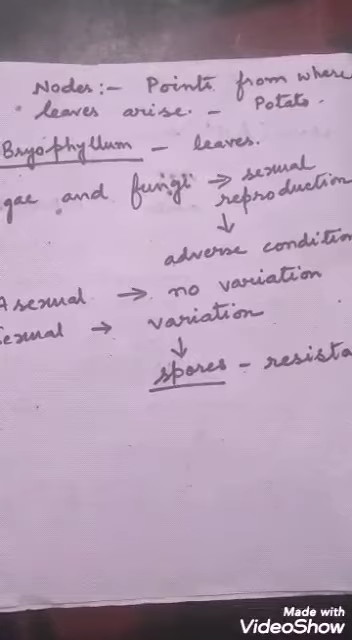 Nodes:- Points from where
leaves arise. - Potato.
Bryophyllum - leaves.
gae and fungi → sexual
reproduction
↓
adverse condition
Asexual → no variation
Sexual → variation
↓
spores - resista
Made with
VideoShow